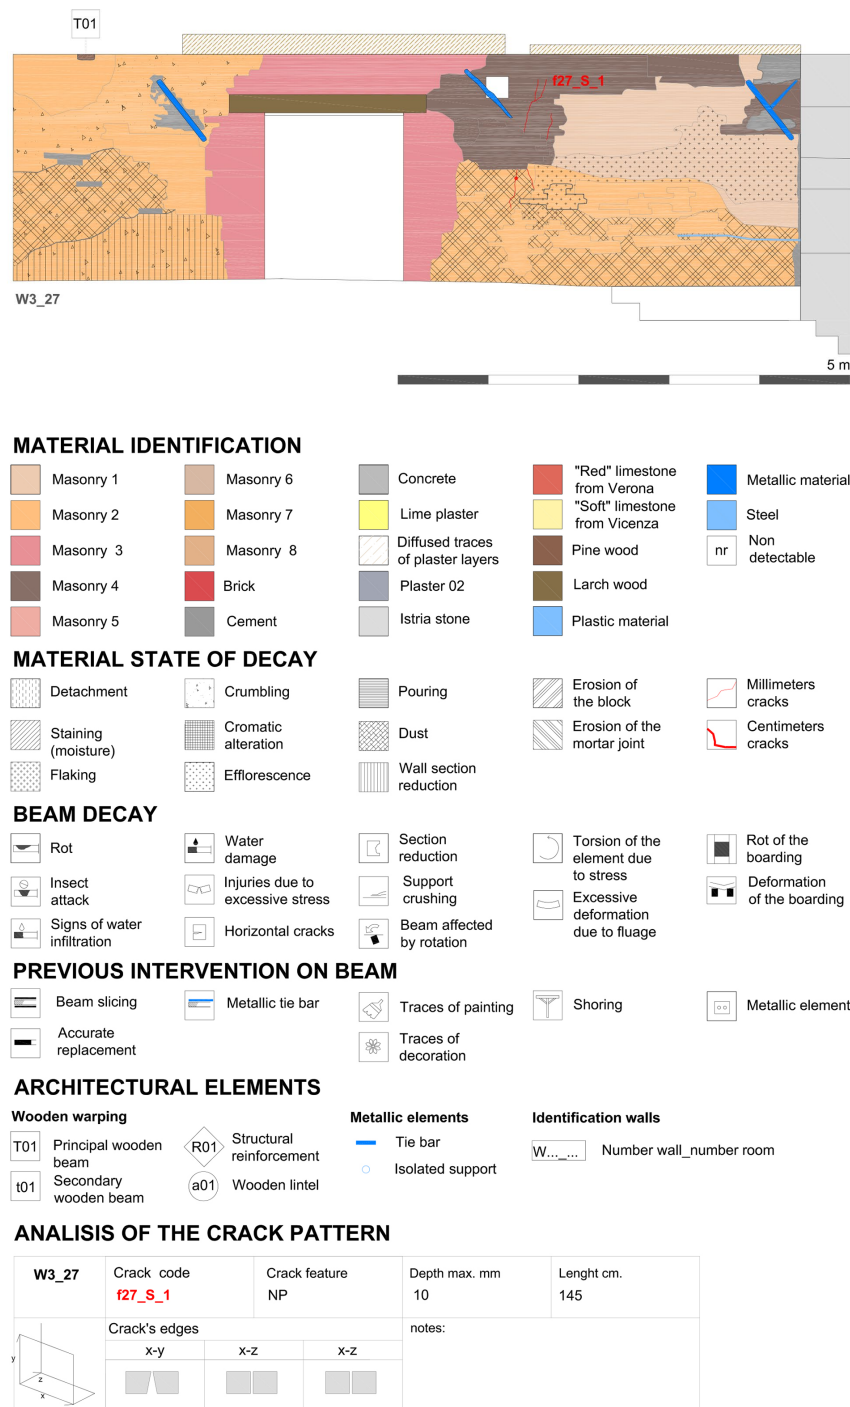 T01
f27_S_1
W3_27
5 m
MATERIAL IDENTIFICATION
Masonry 1
Masonry 6
Concrete
"Red" limestone
from Verona
Metallic material
Masonry 2
Masonry 7
Lime plaster
"Soft" limestone
from Vicenza
Steel
Masonry 3
Masonry 8
Diffused traces
of plaster layers
Pine wood
nr
Non
detectable
Masonry 4
Brick
Plaster 02
Larch wood
Masonry 5
Cement
Istria stone
Plastic material
MATERIAL STATE OF DECAY
Detachment
Crumbling
Pouring
Erosion of
the block
Millimeters
cracks
Staining
(moisture)
Cromatic
alteration
Dust
Erosion of the
mortar joint
Centimeters
cracks
Flaking
Efflorescence
Wall section
reduction
BEAM DECAY
Rot
Water
damage
Section
reduction
Torsion of the
element due
to stress
Rot of the
boarding
Insect
attack
Injuries due to
excessive stress
Support
crushing
Excessive
deformation
due to fluage
Deformation
of the boarding
Signs of water
infiltration
Horizontal cracks
Beam affected
by rotation
PREVIOUS INTERVENTION ON BEAM
Beam slicing
Metallic tie bar
Traces of painting
Shoring
Metallic element
Accurate
replacement
Traces of
decoration
ARCHITECTURAL ELEMENTS
Wooden warping
Metallic elements
Identification walls
T01
Principal wooden
beam
R01
Structural
reinforcement
Tie bar
W..._...
Number wall_number room
t01
Secondary
wooden beam
a01
Wooden lintel
Isolated support
ANALISIS OF THE CRACK PATTERN
W3_27
Crack code
Crack feature
Depth max. mm
Lenght cm.
f27_S_1
NP
10
145
Crack's edges
notes:
x-y
x-z
x-z
y
z
x